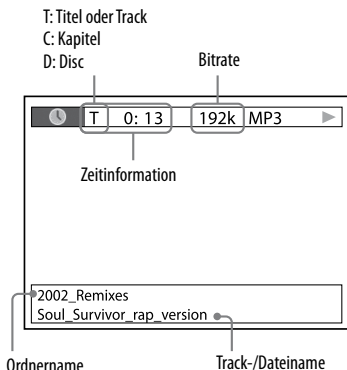 T: Titel oder Track
C: Kapitel
D: Disc
Bitrate
T 0: 13 192k MP3
Zeitinformation
2002_Remixes
Soul_Survivor_rap_version
Ordnername
Track-/Dateiname